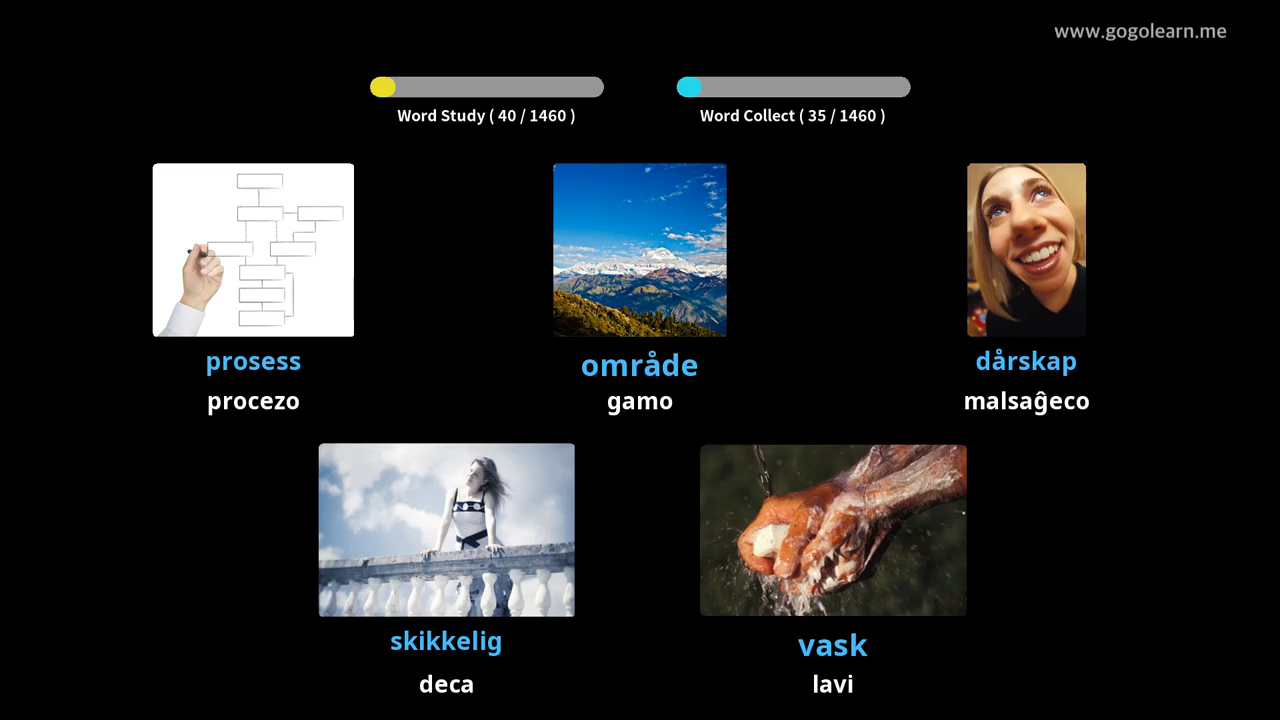 www.gogolearn.me
Word Study ( 40 / 1460 )
Word Collect ( 35 / 1460 )
prosess
område
dårskap
procezo
gamo
malsaĝeco
skikkelig
vask
deca
lavi